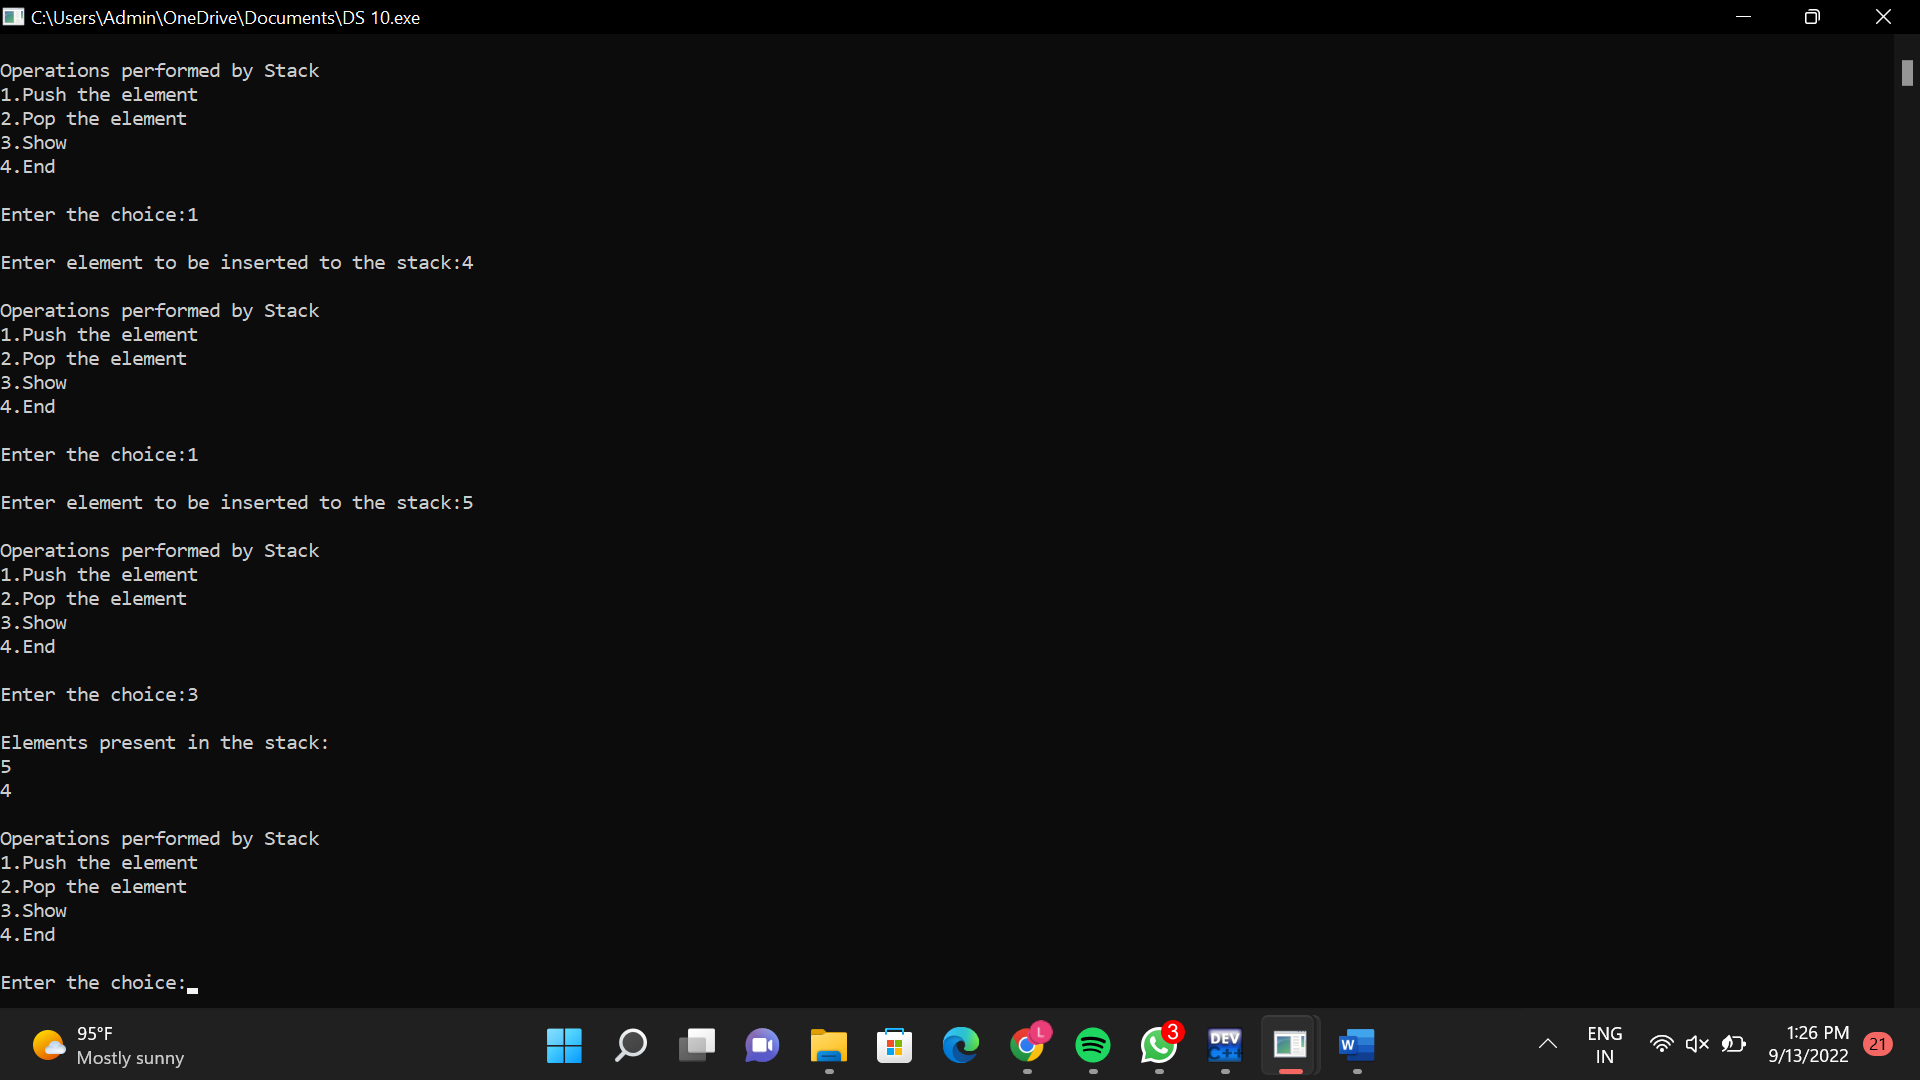 C:\Users\Admin\OneDrive\Documents\DS 10.exe
Operations performed by Stack
1.Push the element
2.Pop the element
3.Show
4.End
Enter the choice:1
Enter element to be inserted to the stack:4
Operations performed by Stack
1.Push the element
2.Pop the element
3.Show
4.End
Enter the choice:1
Enter element to be inserted to the stack:5
Operations performed by Stack
1.Push the element
2.Pop the element
3.Show
4.End
Enter the choice:3
Elements present in the stack:
5
4
Operations performed by Stack
1.Push the element
2.Pop the element
3.Show
4.End
Enter the choice:
95°F
Mostly sunny
L
3
DEV
C++
W
ENG
IN
1:26 PM
9/13/2022
21